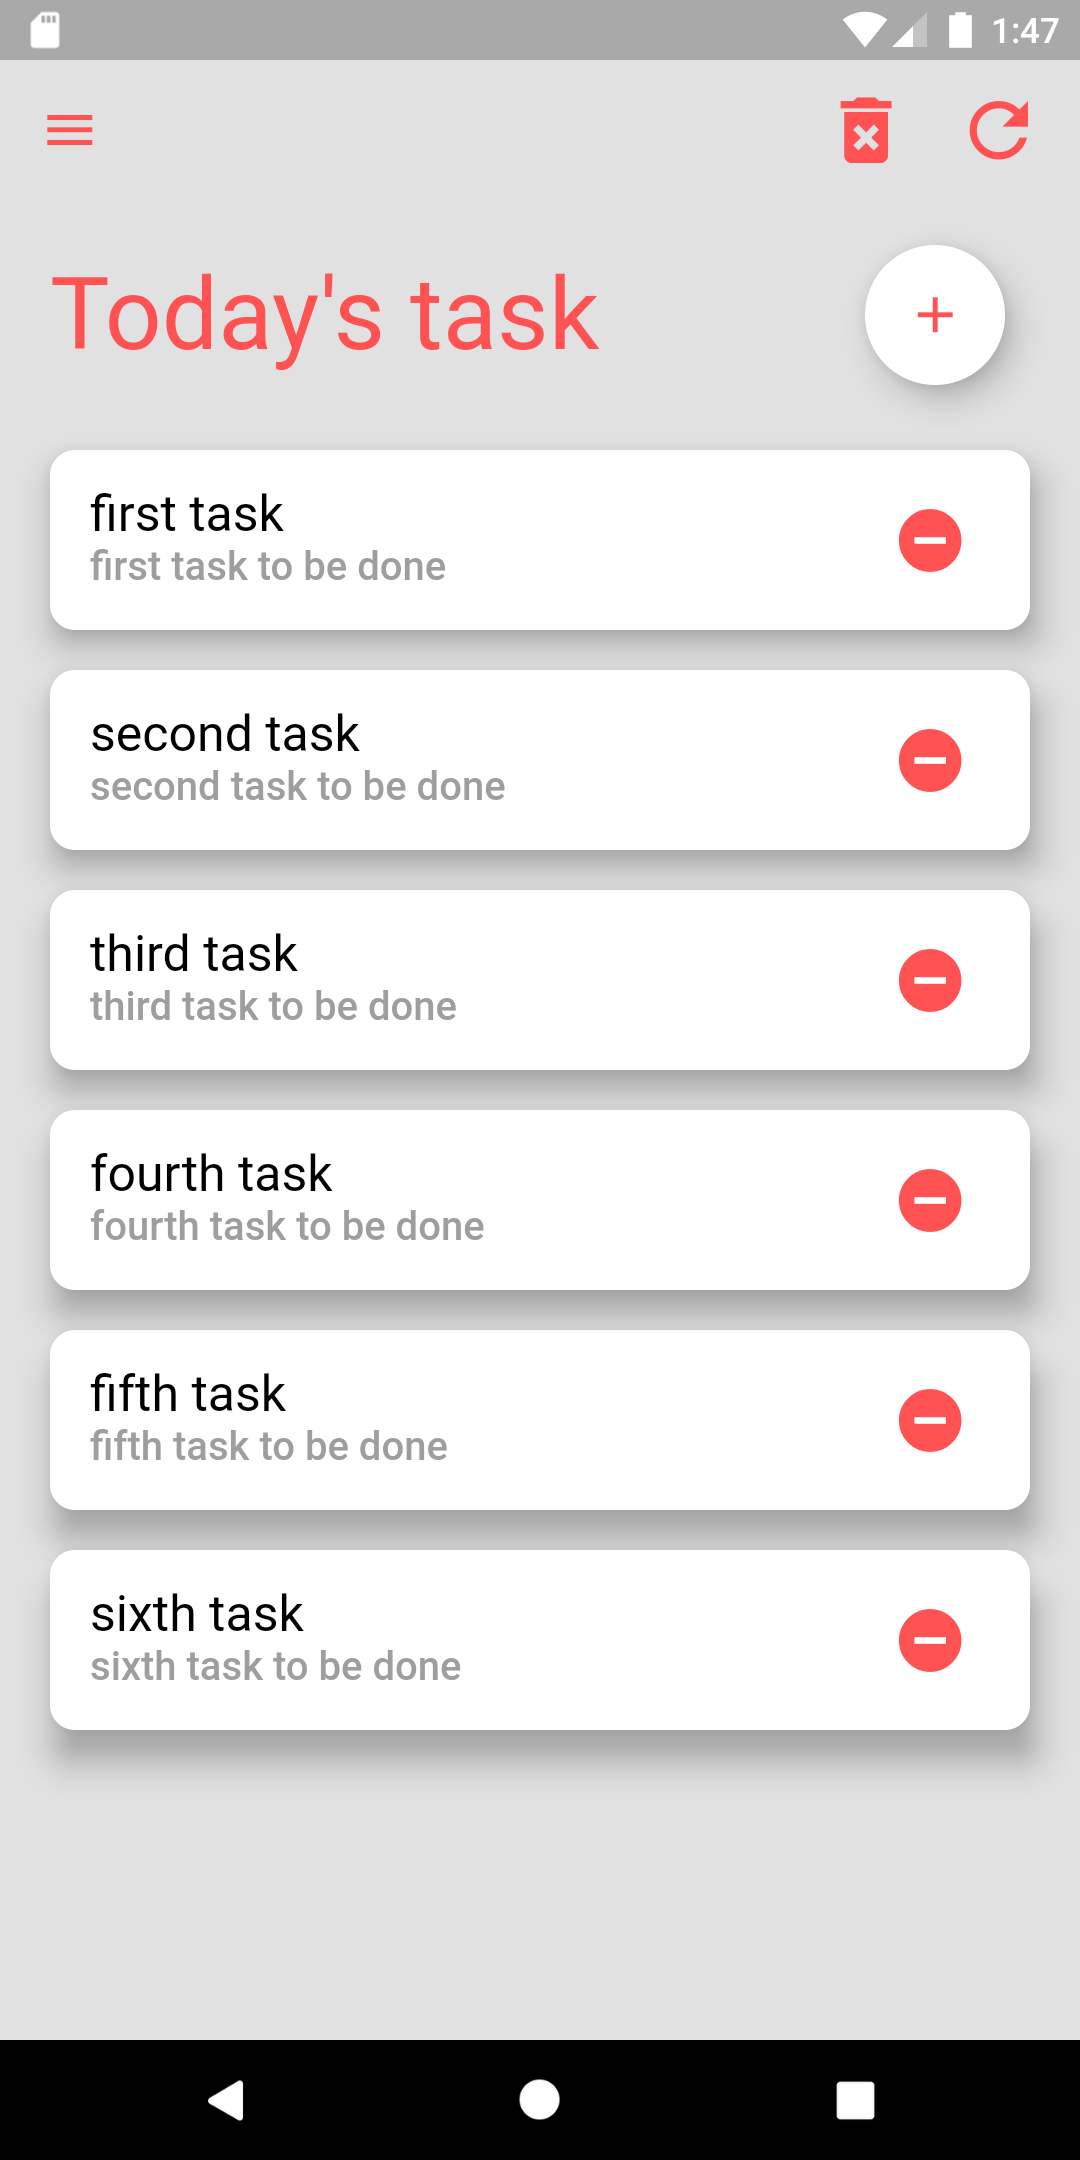 1:47
Today's task
first task
first task to be done
second task
second task to be done
third task
third task to be done
fourth task
fourth task to be done
fifth task
fifth task to be done
sixth task
sixth task to be done